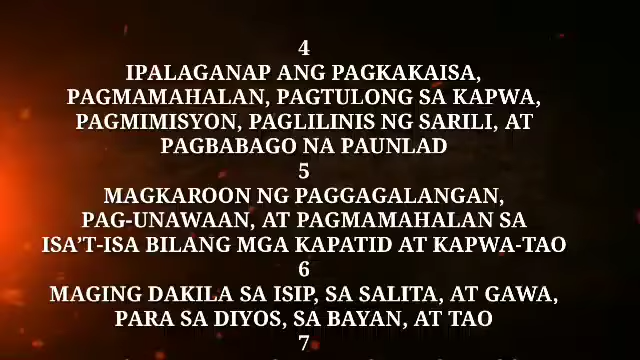 4
IPALAGANAP ANG PAGKAKAISA,
PAGMAMAHALAN, PAGTULONG SA KAPWA,
PAGMIMISYON, PAGLILINIS NG SARILI, AT
PAGBABAGO NA PAUNLAD
5
MAGKAROON NG PAGGAGALANGAN,
PAG-UNAWAAN, AT PAGMAMAHALAN SA
ISA'T-ISA BILANG MGA KAPATID AT KAPWA-TAO
6
MAGING DAKILA SA ISIP, SA SALITA, AT GAWA,
PARA SA DIYOS, SA BAYAN, AT TAO
7